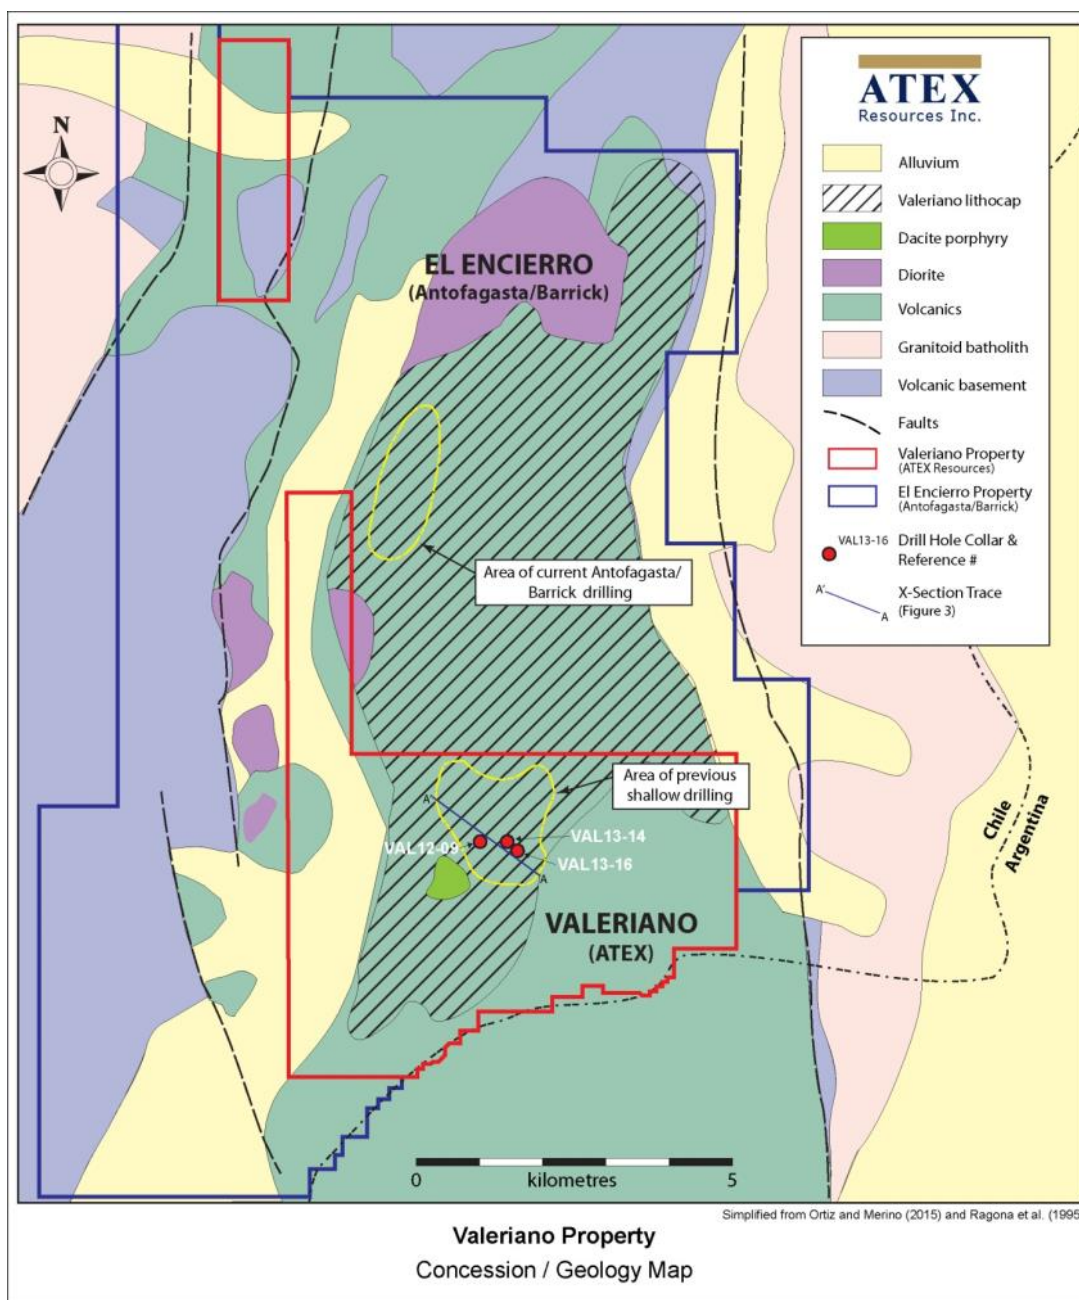 N
ATEX
Resources Inc.
Alluvium
Valeriano lithocap
Dacite porphyry
Diorite
Volcanics
Granitoid batholith
Volcanic basement
Faults
Valeriano Property
(ATEX Resources)
El Encierro Property
(Antofagasta/Barrick)
VAL13-16
Drill Hole Collar &
Reference #
A'
A
X-Section Trace
(Figure 3)
EL ENCIERRO
(Antofagasta/Barrick)
Area of current Antofagasta/
Barrick drilling
Area of previous
shallow drilling
A'
VAL12-09
VAL13-14
VAL13-16
A
VALERIANO
(ATEX)
Chile
Argentina
0
kilometres
5
Simplified from Ortiz and Merino (2015) and Ragona et al. (1995
Valeriano Property
Concession / Geology Map